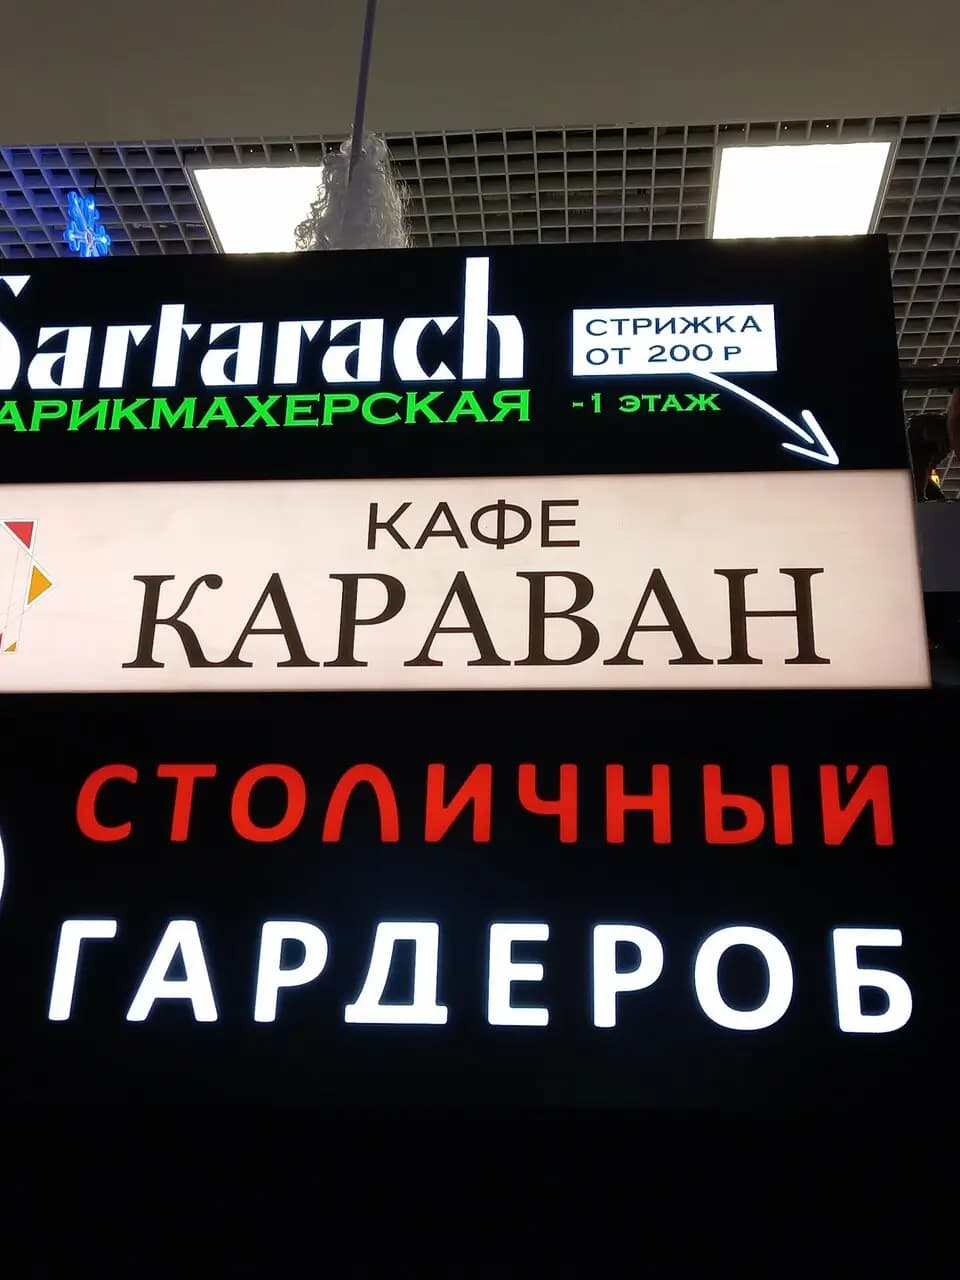 Sartarach
СТРИЖКА
ОТ 200 Р
АРИКМАХЕРСКАЯ
-1 ЭТАЖ
КАФЕ
КАРАВАН
СТОЛИЧНЫЙ
ГАРДЕРОБ